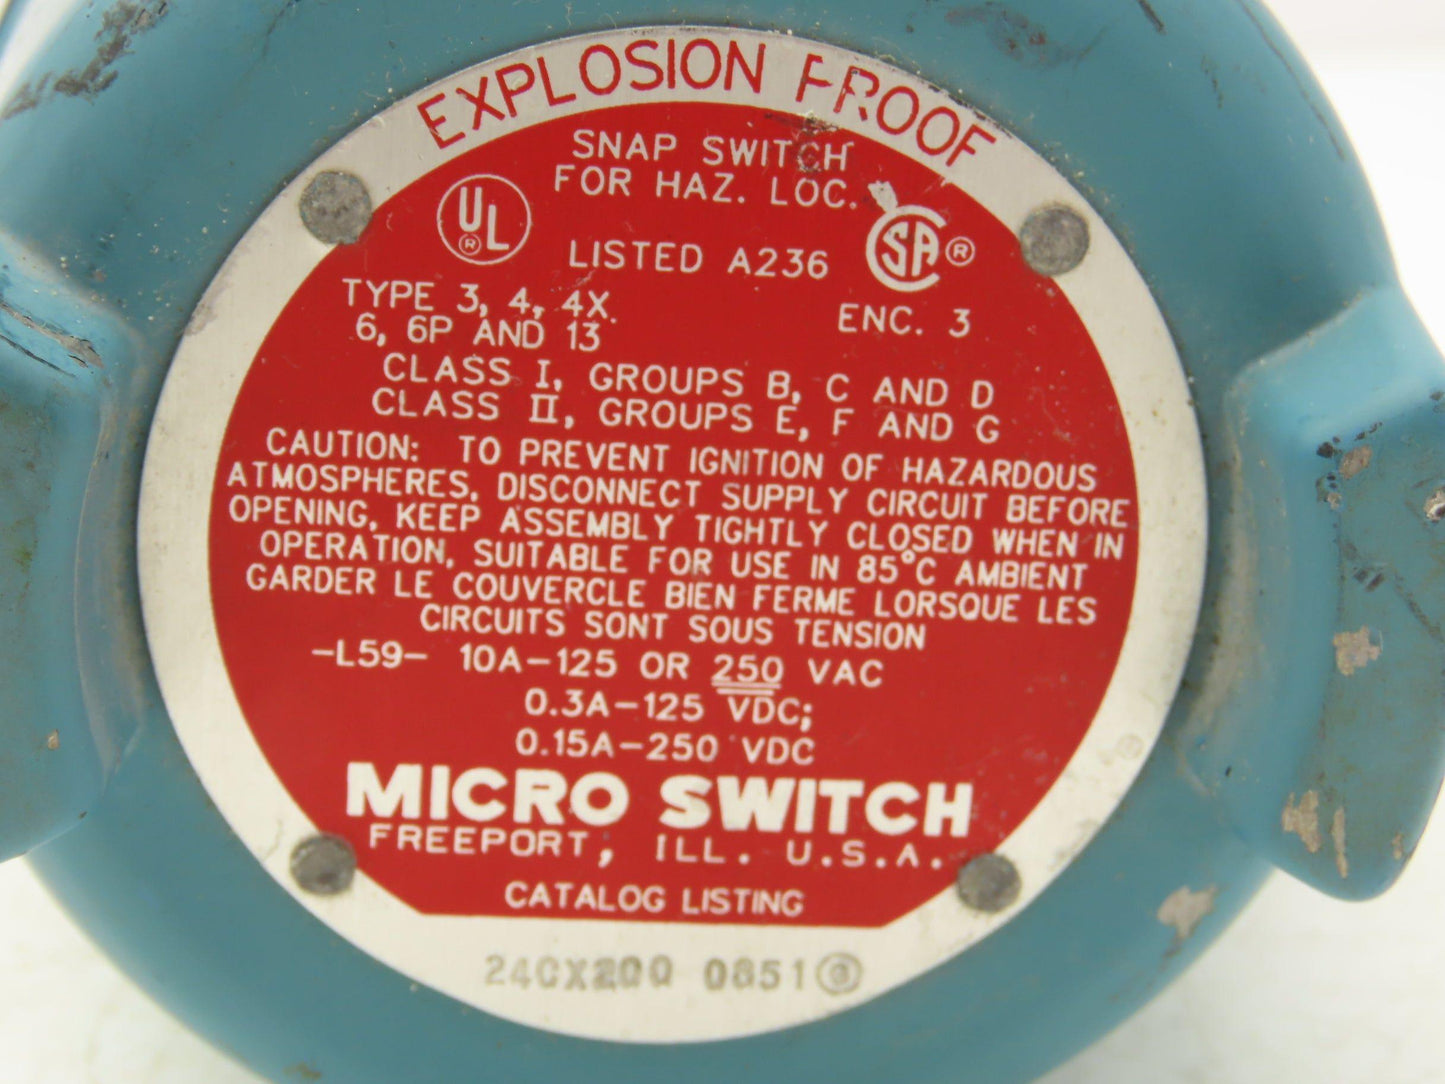 EXPLOSION PROOF
SNAP SWITCH
FOR HAZ. LOC.
UL ®
LISTED A236
CSA ®
TYPE 3, 4, 4X,
6, 6P AND 13
ENC. 3
CLASS I, GROUPS B, C AND D
CLASS II, GROUPS E, F AND G
CAUTION: TO PREVENT IGNITION OF HAZARDOUS
ATMOSPHERES, DISCONNECT SUPPLY CIRCUIT BEFORE
OPENING, KEEP ASSEMBLY TIGHTLY CLOSED WHEN IN
OPERATION, SUITABLE FOR USE IN 85°C AMBIENT
GARDER LE COUVERCLE BIEN FERME LORSQUE LES
CIRCUITS SONT SOUS TENSION
-L59- 10A-125 OR 250 VAC
0.3A-125 VDC;
0.15A-250 VDC
MICRO SWITCH
FREEPORT, ILL. U.S.A.
CATALOG LISTING
0851